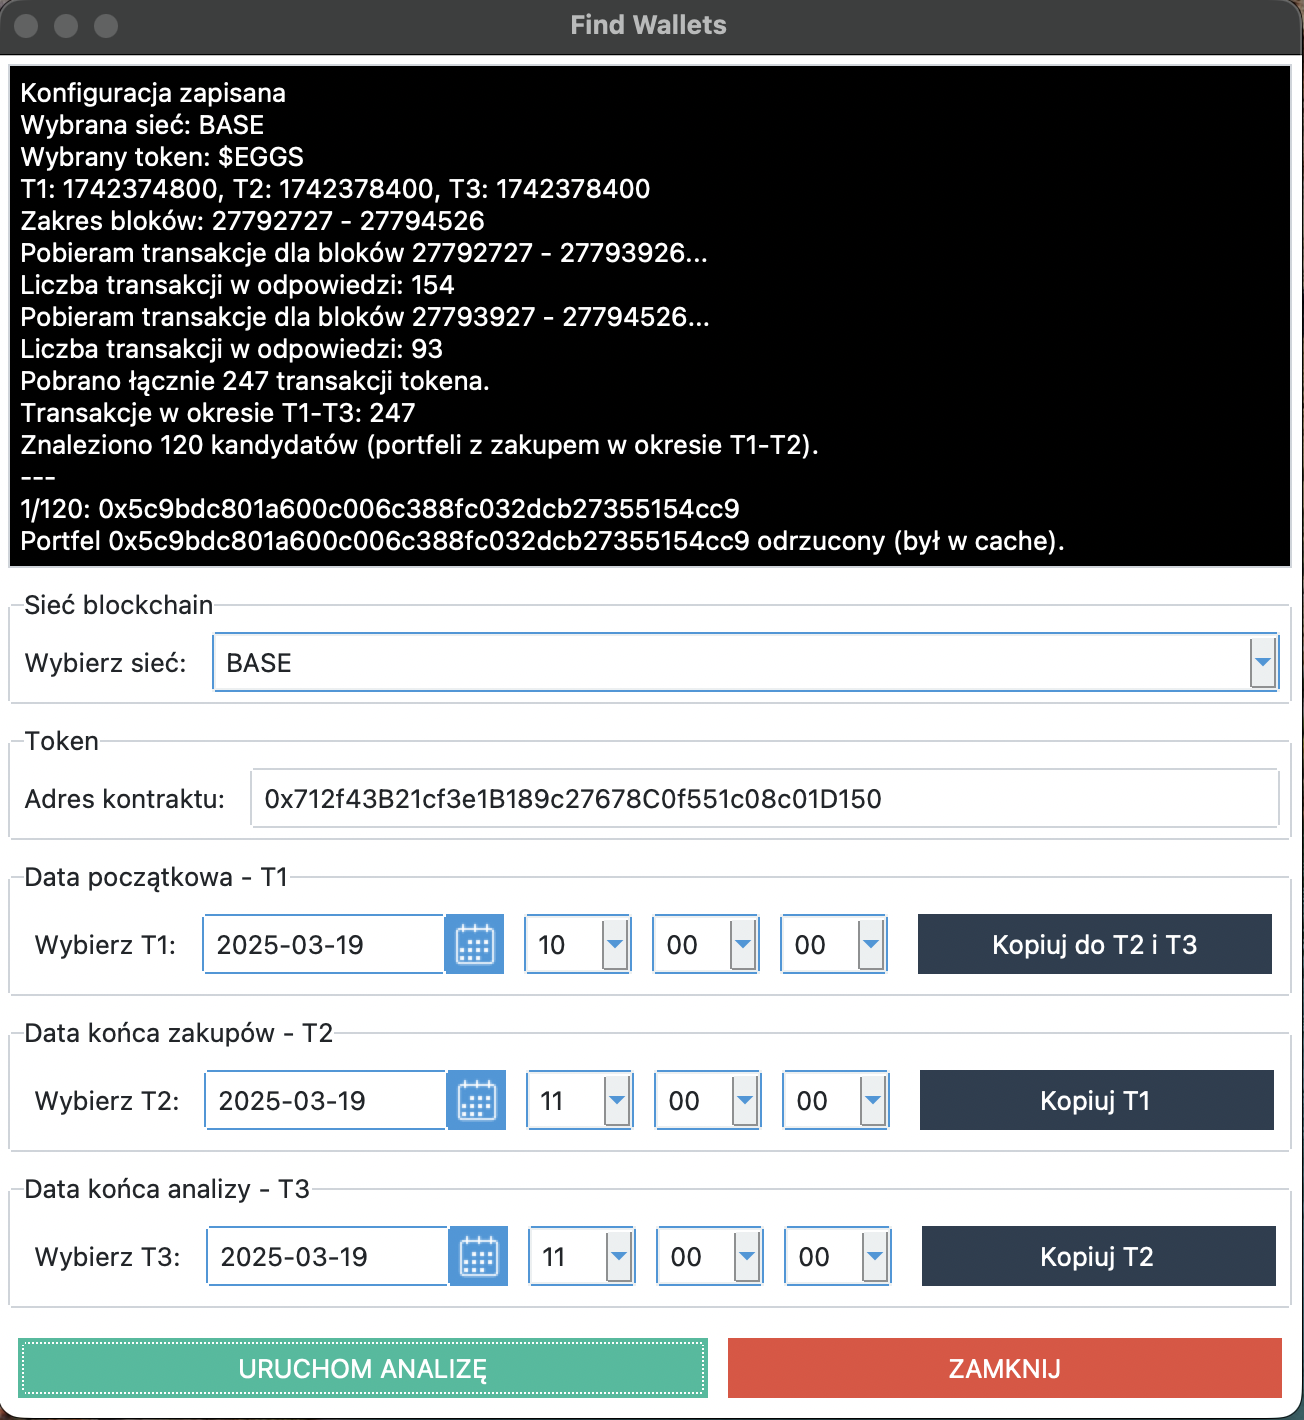 Find Wallets
Konfiguracja zapisana
Wybrana sieć: BASE
Wybrany token: $EGGS
T1: 1742374800, T2: 1742378400, T3: 1742378400
Zakres bloków: 27792727 - 27794526
Pobieram transakcje dla bloków 27792727 - 27793926...
Liczba transakcji w odpowiedzi: 154
Pobieram transakcje dla bloków 27793927 - 27794526...
Liczba transakcji w odpowiedzi: 93
Pobrano łącznie 247 transakcji tokena.
Transakcje w okresie T1-T3: 247
Znaleziono 120 kandydatów (portfeli z zakupem w okresie T1-T2).
---
1/120: 0x5c9bdc801a600c006c388fc032dcb27355154cc9
Portfel 0x5c9bdc801a600c006c388fc032dcb27355154cc9 odrzucony (był w cache).
Sieć blockchain
Wybierz sieć: BASE
Token
Adres kontraktu: 0x712f43B21cf3e1B189c27678C0f551c08c01D150
Data początkowa - T1
Wybierz T1: 2025-03-19 10 00 00 Kopiuj do T2 i T3
Data końca zakupów - T2
Wybierz T2: 2025-03-19 11 00 00 Kopiuj T1
Data końca analizy - T3
Wybierz T3: 2025-03-19 11 00 00 Kopiuj T2
URUCHOM ANALIZĘ ZAMKNIJ